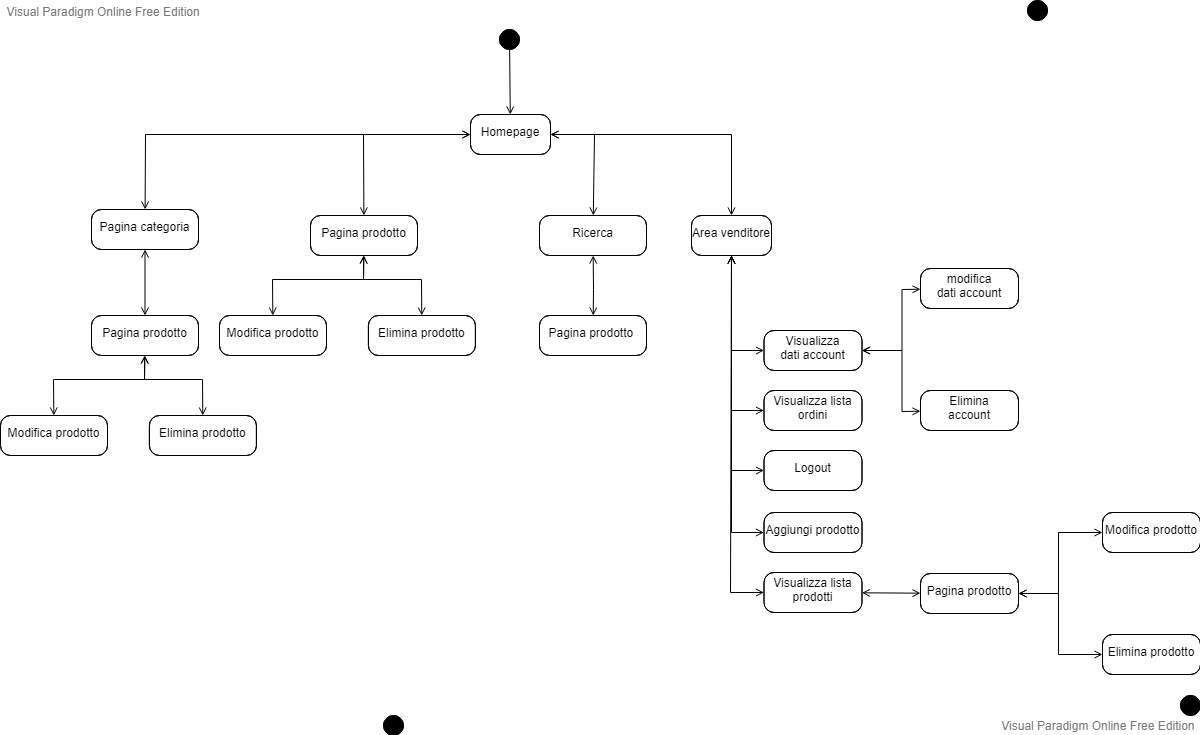 Visual Paradigm Online Free Edition
Homepage
Pagina categoria
Pagina prodotto
Ricerca
Area venditore
modifica
dati account
Pagina prodotto
Modifica prodotto
Elimina prodotto
Pagina prodotto
Visualizza
dati account
Visualizza lista
ordini
Elimina
account
Modifica prodotto
Elimina prodotto
Logout
Aggiungi prodotto
Modifica prodotto
Visualizza lista
prodotti
Pagina prodotto
Elimina prodotto
Visual Paradigm Online Free Edition